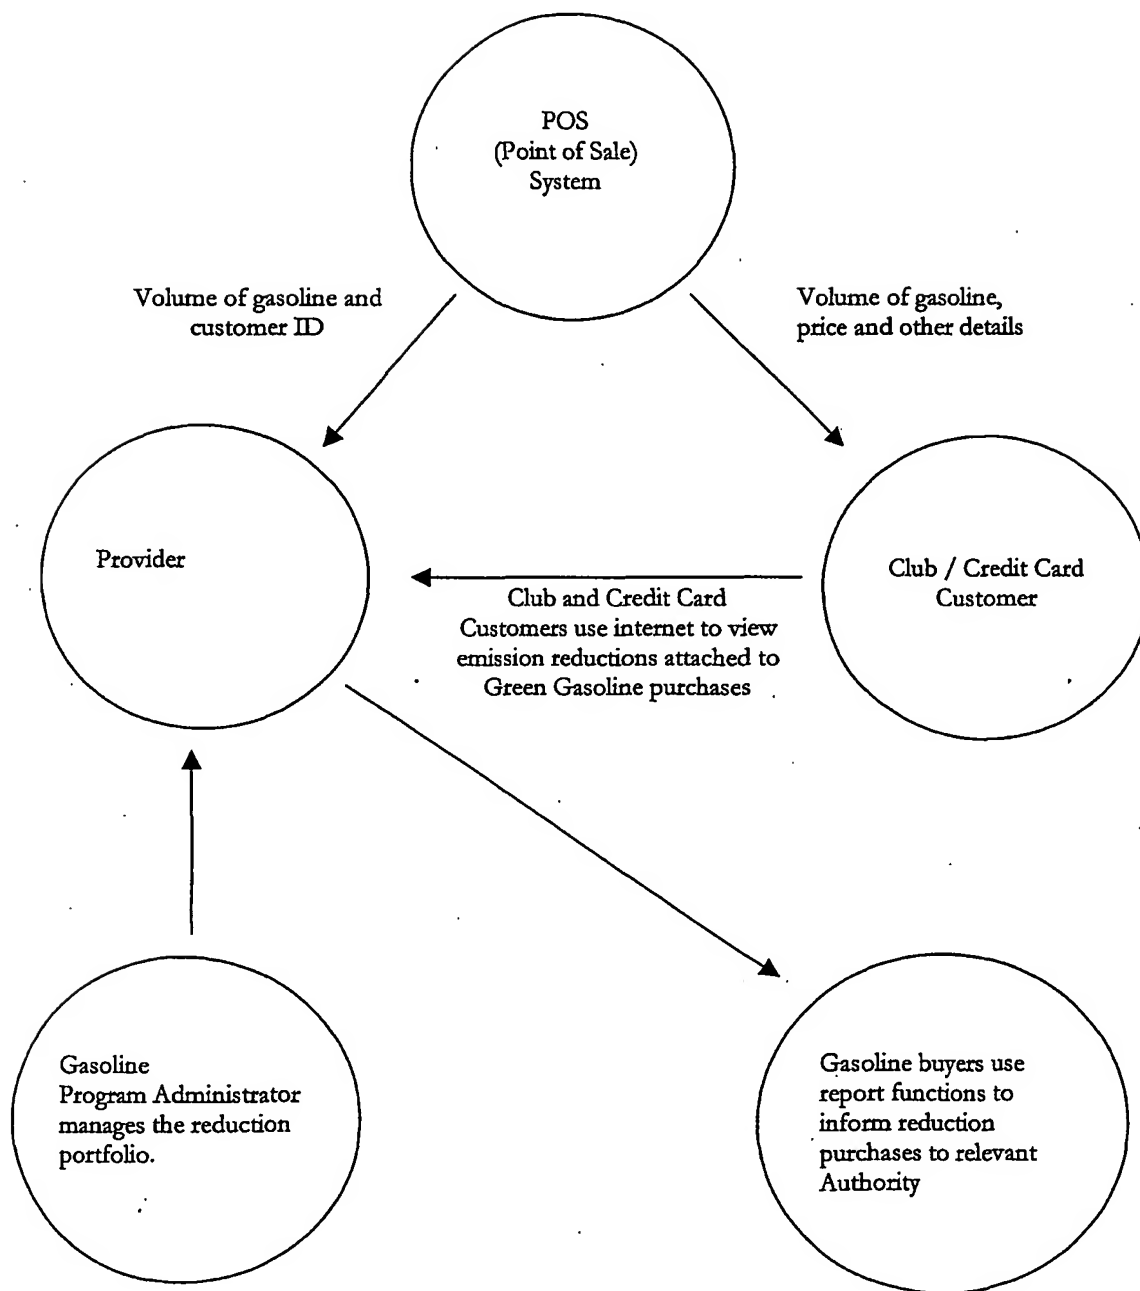 POS
(Point of Sale)
System
Volume of gasoline and
customer ID
Volume of gasoline,
price and other details
Provider
Club / Credit Card
Customer
Club and Credit Card
Customers use internet to view
emission reductions attached to
Green Gasoline purchases
Gasoline
Program Administrator
manages the reduction
portfolio.
Gasoline buyers use
report functions to
inform reduction
purchases to relevant
Authority